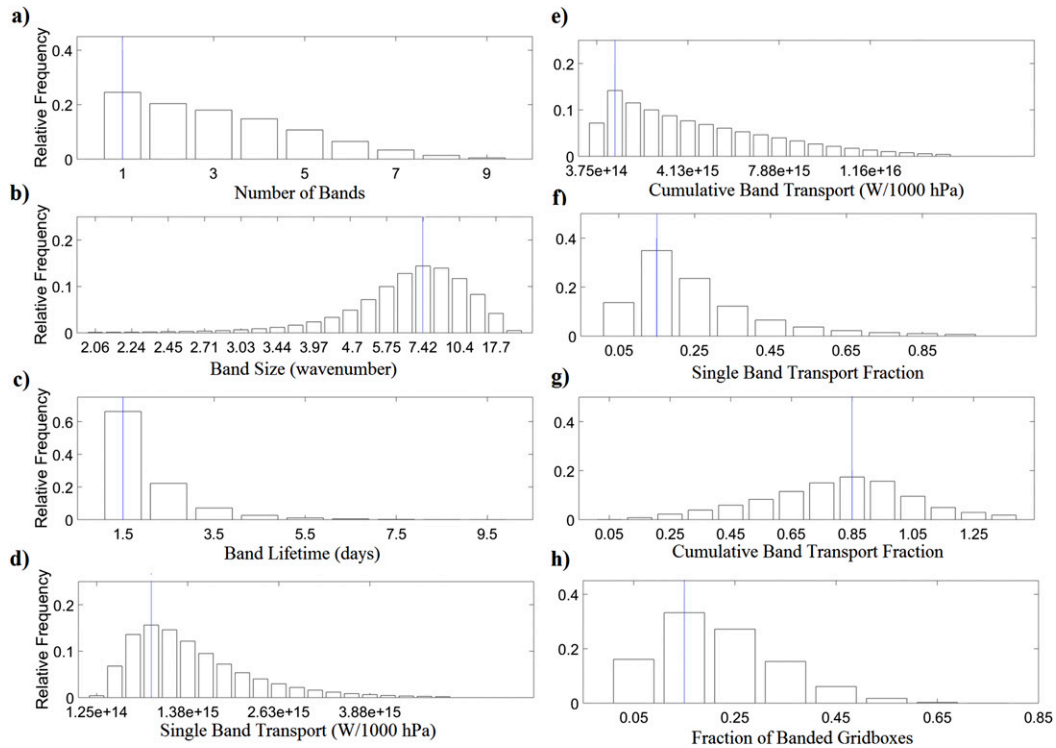 a)
Relative Frequency
0.4
0.2
0
1 3 5 7 9
Number of Bands
b)
Relative Frequency
0.2
0.1
0
2.06 2.24 2.45 2.71 3.03 3.44 3.97 4.7 5.75 7.42 10.4 17.7
Band Size (wavenumber)
c)
Relative Frequency
0.6
0.4
0.2
0
1.5 3.5 5.5 7.5 9.5
Band Lifetime (days)
d)
Relative Frequency
0.2
0.1
0
1.25e+14 1.38e+15 2.63e+15 3.88e+15
Single Band Transport (W/1000 hPa)
e)
0.2
0.1
0
3.75e+14 4.13e+15 7.88e+15 1.16e+16
Cumulative Band Transport (W/1000 hPa)
f)
0.4
0.2
0
0.05 0.25 0.45 0.65 0.85
Single Band Transport Fraction
g)
0.4
0.2
0
0.05 0.25 0.45 0.65 0.85 1.05 1.25
Cumulative Band Transport Fraction
h)
0.4
0.2
0
0.05 0.25 0.45 0.65 0.85
Fraction of Banded Gridboxes